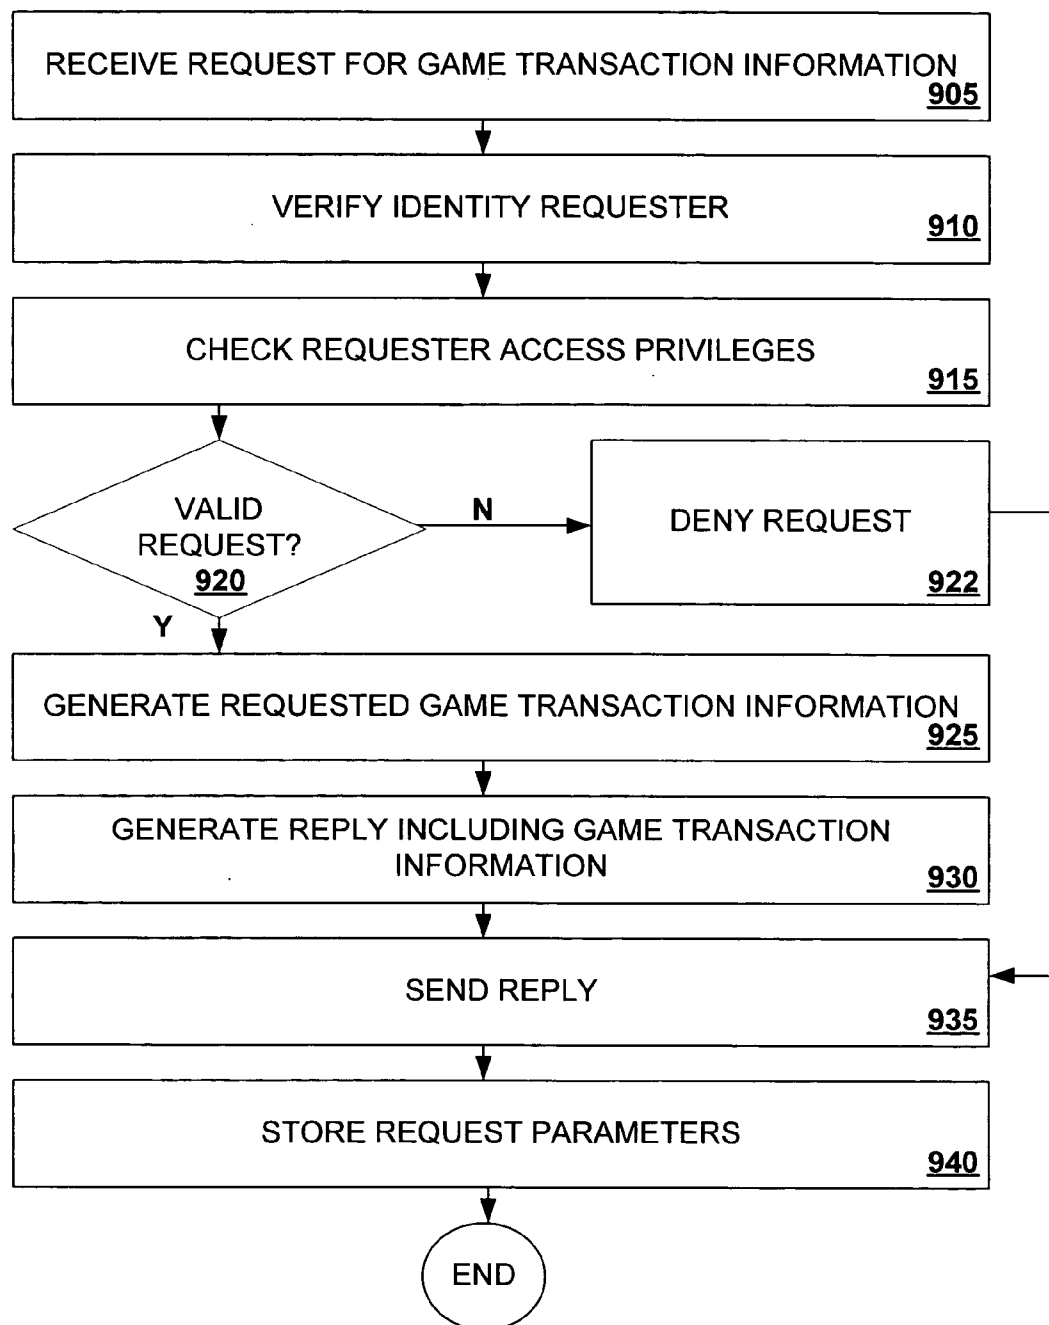 RECEIVE REQUEST FOR GAME TRANSACTION INFORMATION
905
VERIFY IDENTITY REQUESTER
910
CHECK REQUESTER ACCESS PRIVILEGES
915
VALID
REQUEST?
920
N
DENY REQUEST
922
Y
GENERATE REQUESTED GAME TRANSACTION INFORMATION
925
GENERATE REPLY INCLUDING GAME TRANSACTION
INFORMATION
930
SEND REPLY
935
STORE REQUEST PARAMETERS
940
END